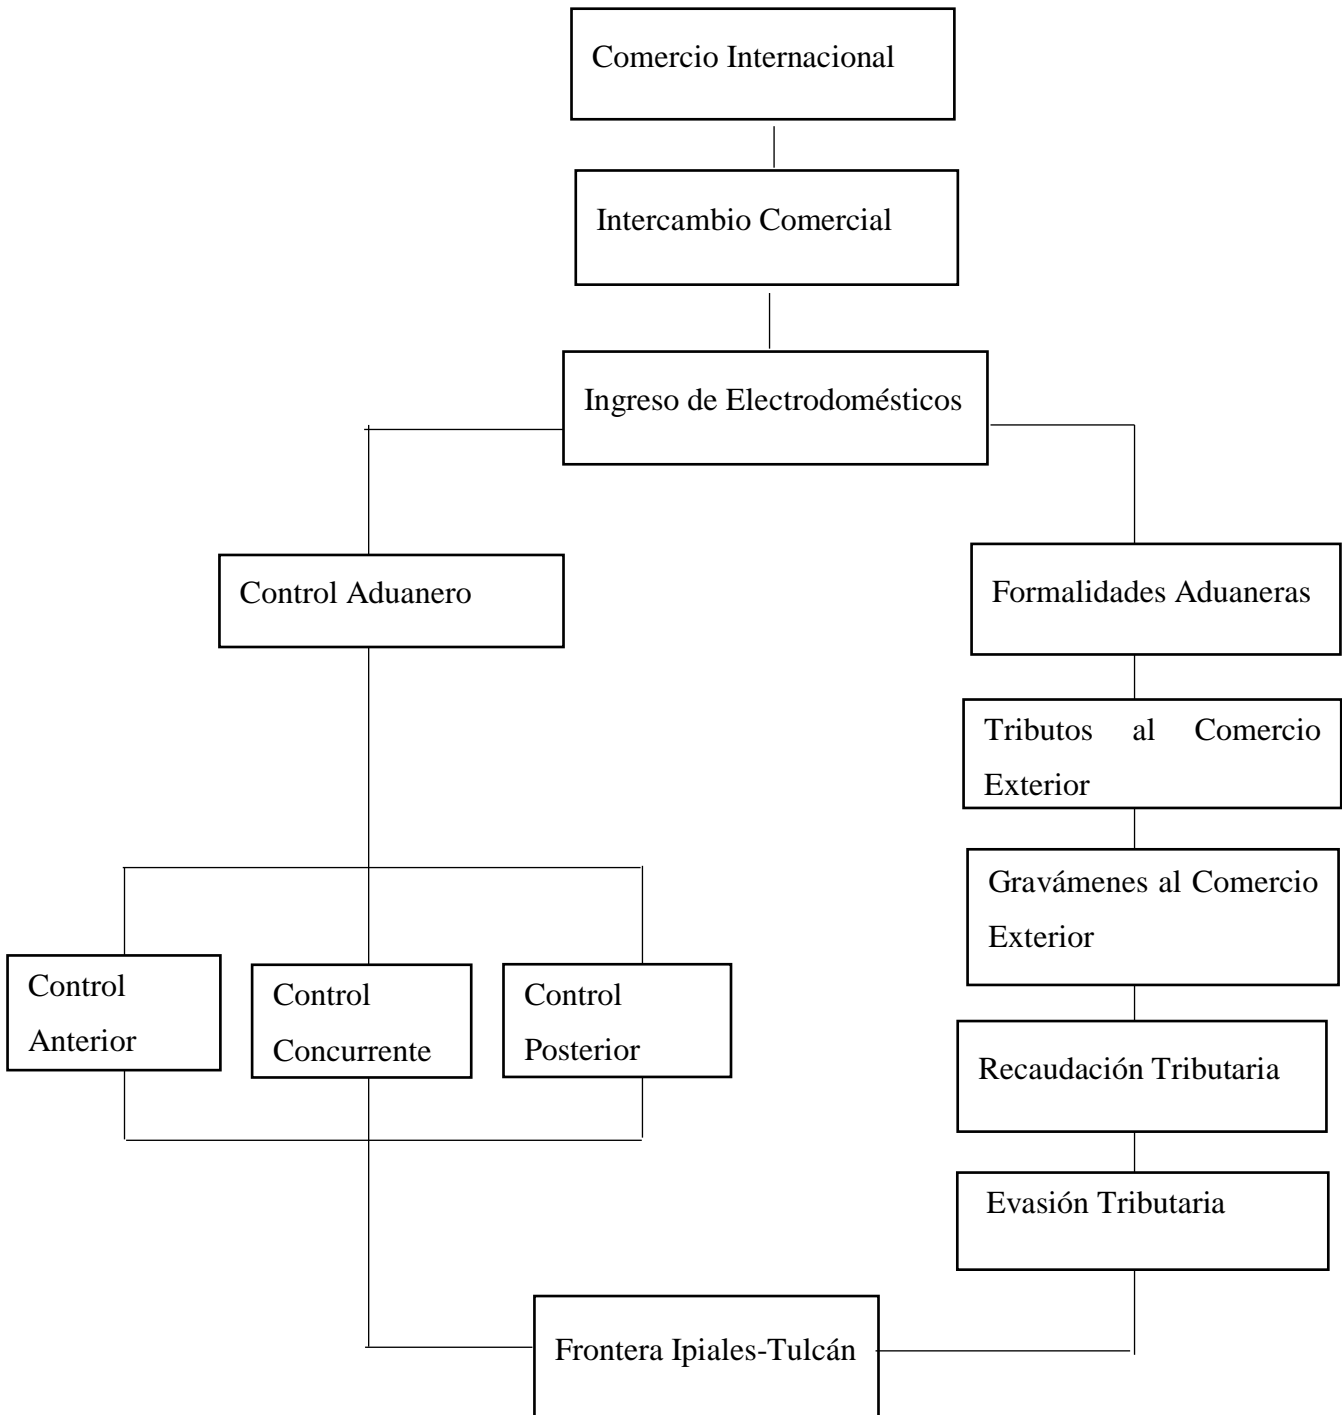 Comercio Internacional
Intercambio Comercial
Ingreso de Electrodomésticos
Control Aduanero
Formalidades Aduaneras
Tributos al Comercio
Exterior
Gravámenes al Comercio
Exterior
Control
Anterior
Control
Concurrente
Control
Posterior
Recaudación Tributaria
Evasión Tributaria
Frontera Ipiales-Tulcán